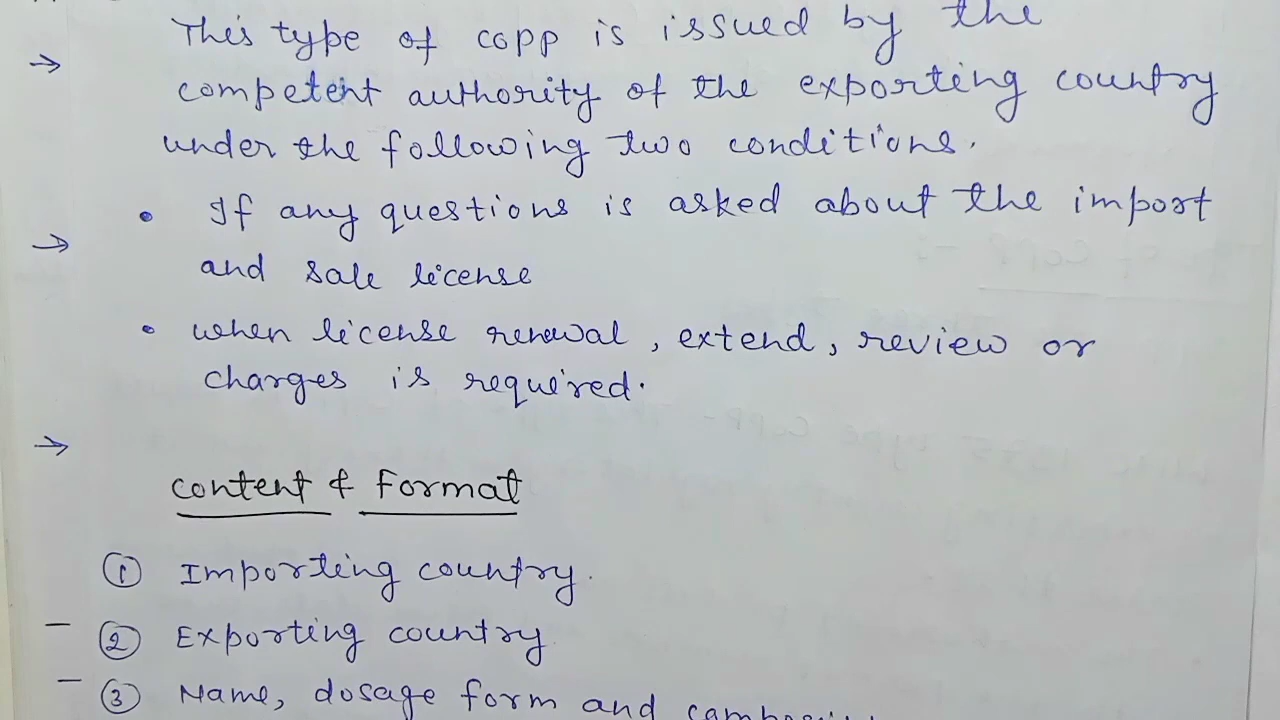 This type of copp is issued by the
competent authority of the exporting country
under the following two conditions.
• If any questions is asked about the import
and sale license
• when license renewal, extend, review or
charges is required.
Content & Format
① Importing country.
② Exporting country
③ Name, dosage form and